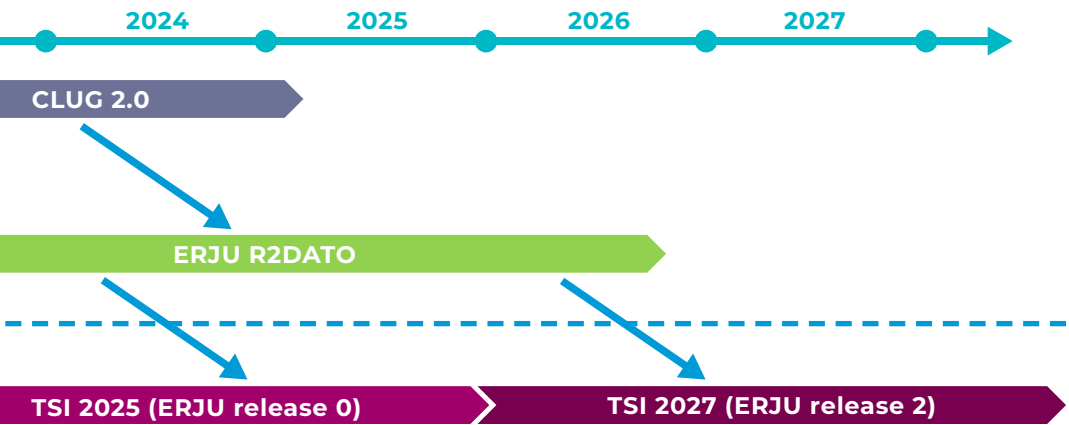 2024 2025 2026 2027
CLUG 2.0
ERJU R2DATO
TSI 2025 (ERJU release 0) TSI 2027 (ERJU release 2)